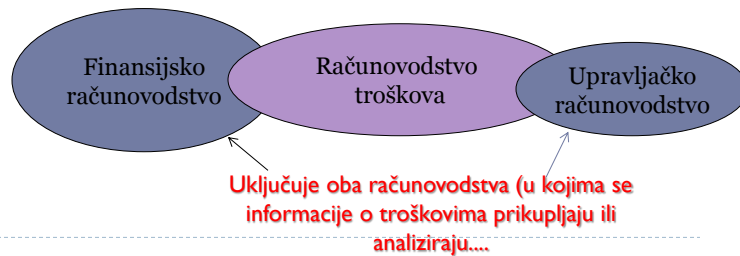 Finansijsko
računovodstvo
Računovodstvo
troškova
Upravljačko
računovodstvo
Uključuje oba računovodstva (u kojima se
informacije o troškovima prikupljaju ili
analiziraju....